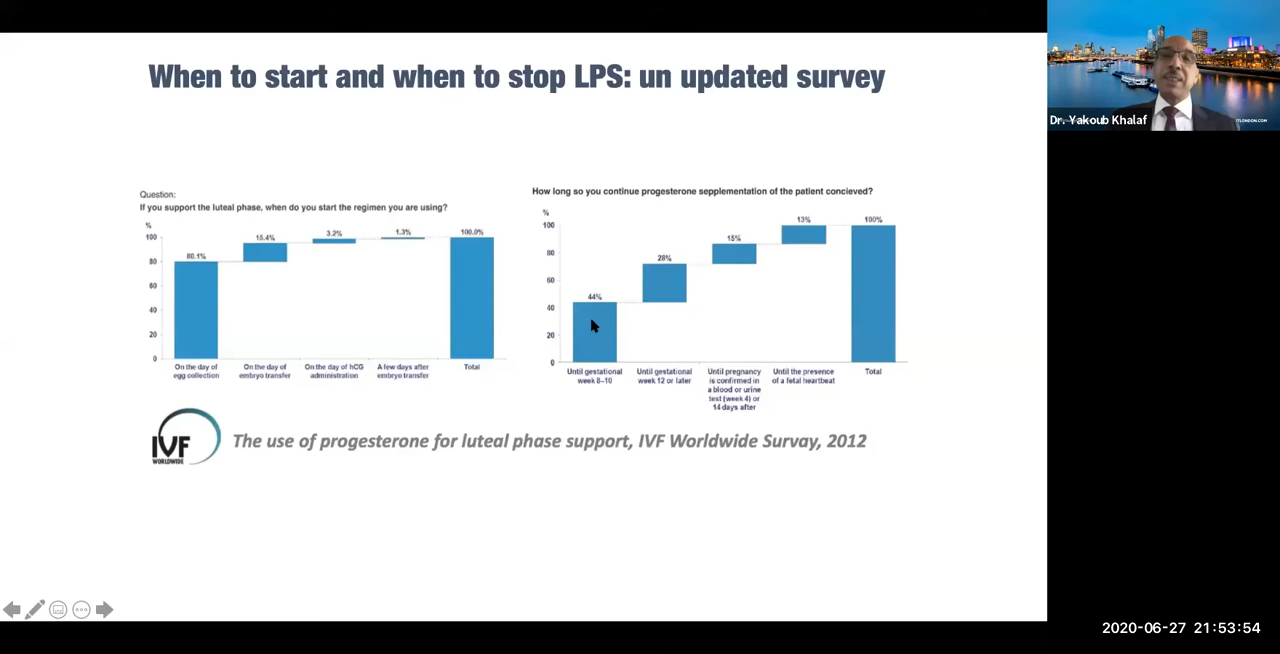 When to start and when to stop LPS: un updated survey
Dr. Yakoub Khalaf
Question:
If you support the luteal phase, when do you start the regimen you are using?
%
100
80
60
40
20
0
80.1%
15.4%
3.2%
1.3%
100.0%
On the day of
egg collection
On the day of
embryo transfer
On the day of hCG
administration
A few days after
embryo transfer
Total
How long so you continue progesterone sepplementation of the patient concieved?
%
100
80
60
40
20
0
44%
28%
15%
13%
100%
Until gestational
week 8–10
Until gestational
week 12 or later
Until pregnancy
is confirmed in
a blood or urine
test (week 4) or
14 days after
Until the presence
of a fetal heartbeat
Total
IVF
WORLDWIDE
The use of progesterone for luteal phase support, IVF Worldwide Survay, 2012
2020-06-27 21:53:54